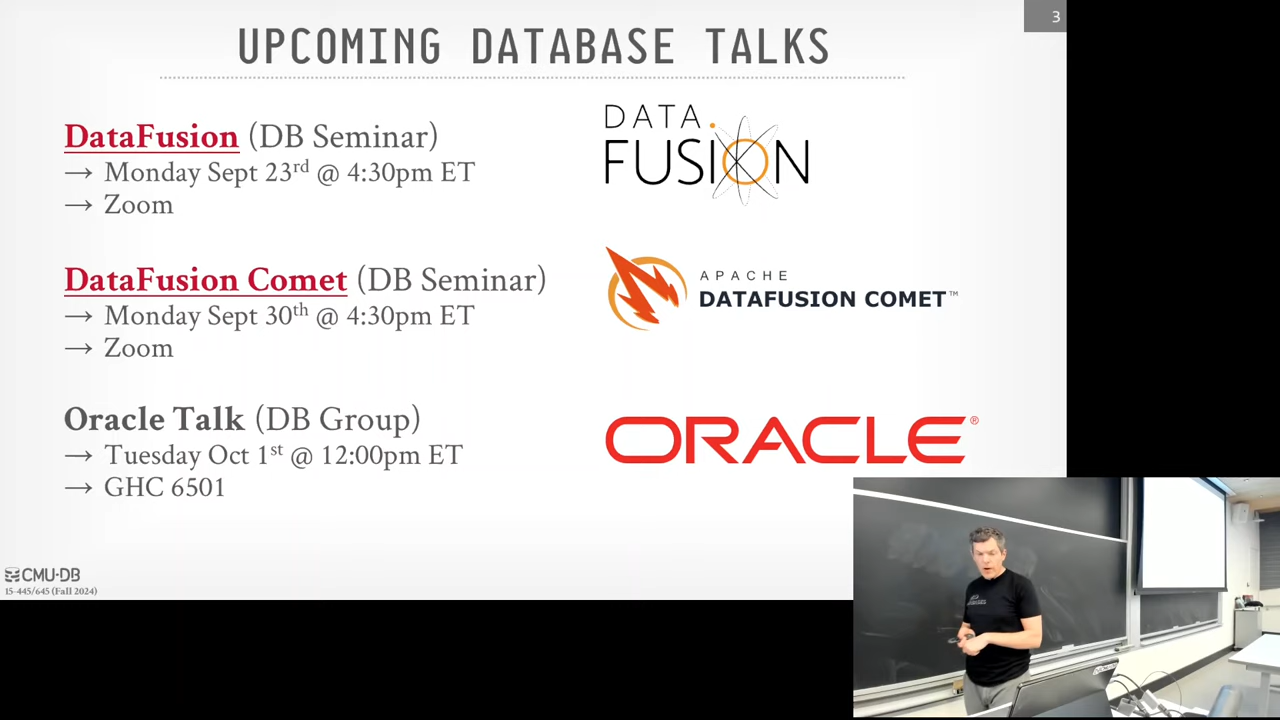 3
UPCOMING DATABASE TALKS
DataFusion (DB Seminar)
→ Monday Sept 23rd @ 4:30pm ET
→ Zoom
DATA
FUSION
DataFusion Comet (DB Seminar)
→ Monday Sept 30th @ 4:30pm ET
→ Zoom
APACHE
DATAFUSION COMET™
Oracle Talk (DB Group)
→ Tuesday Oct 1st @ 12:00pm ET
→ GHC 6501
ORACLE®
CMU·DB
15-445/645 (Fall 2024)